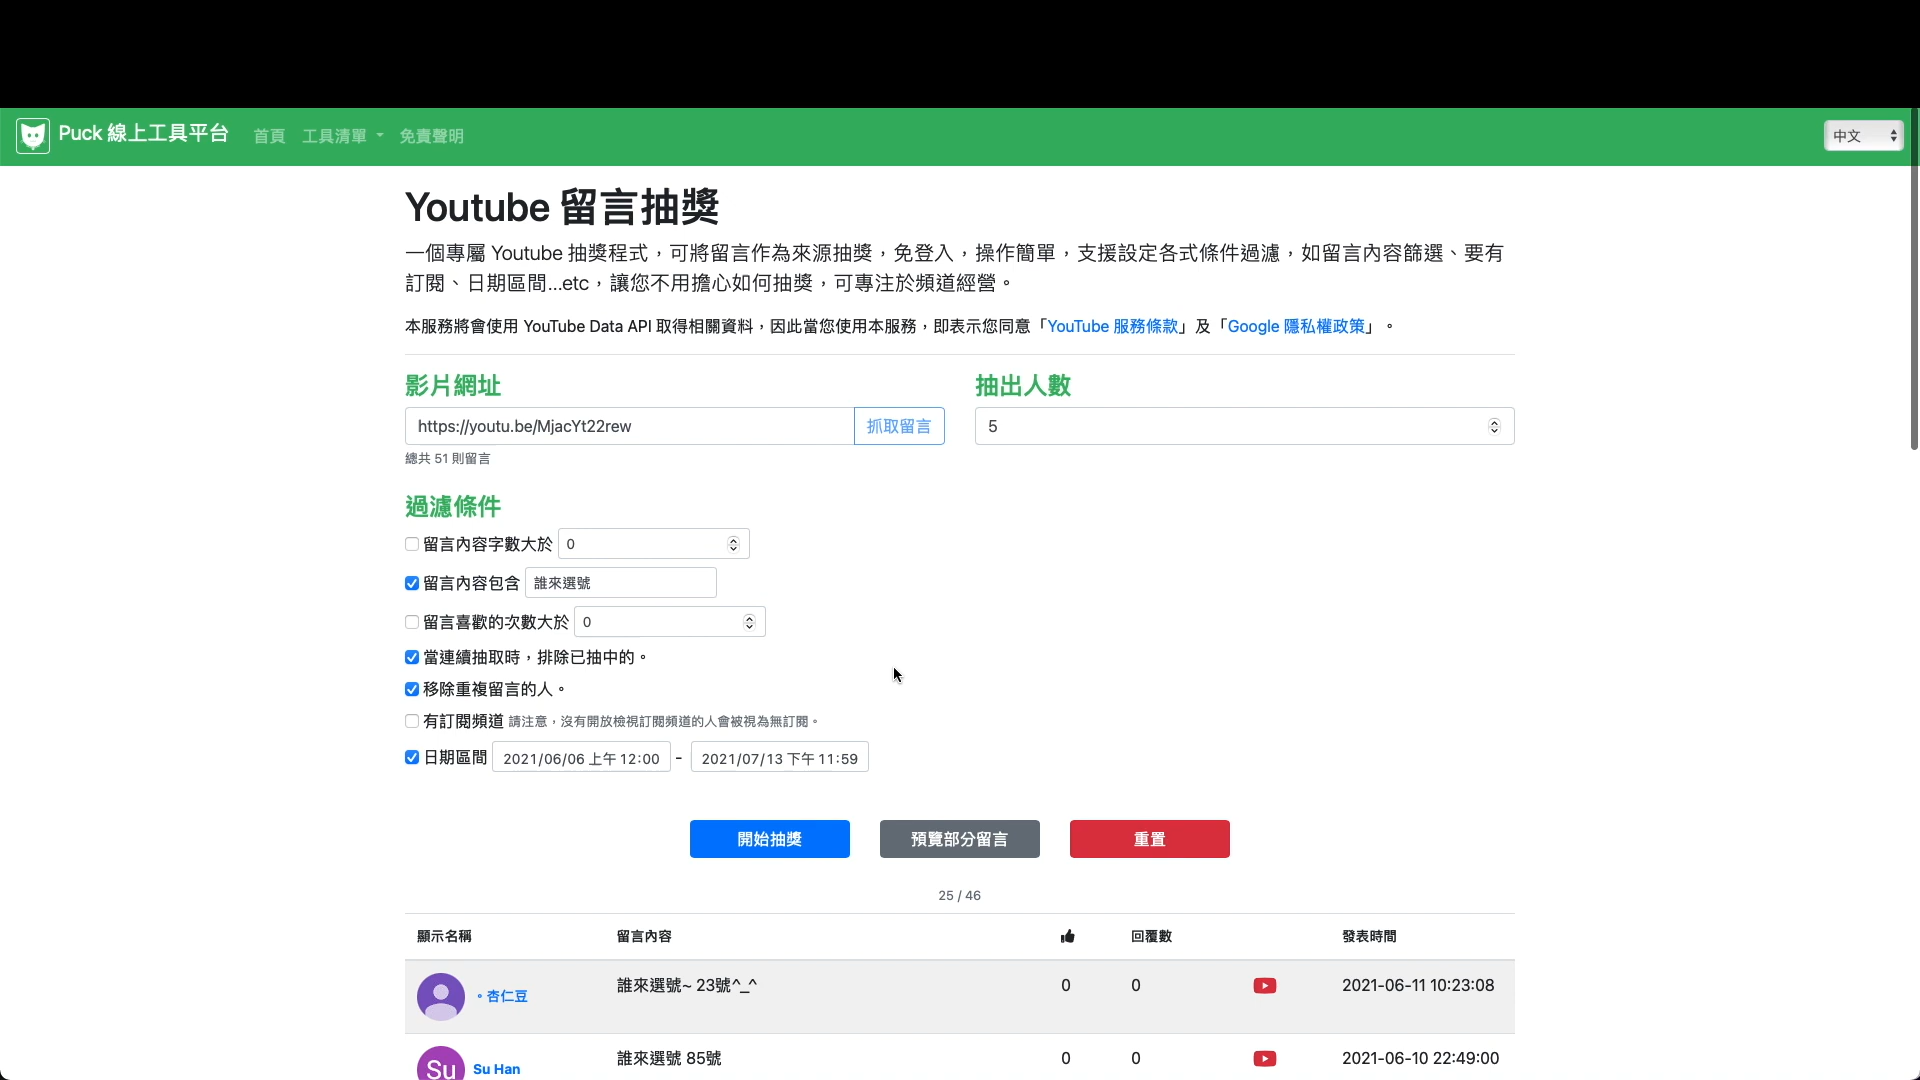 Puck 線上工具平台 首頁 工具清單 免責聲明 中文
Youtube 留言抽獎
一個專屬 Youtube 抽獎程式，可將留言作為來源抽獎，免登入，操作簡單，支援設定各式條件過濾，如留言內容篩選、要有
訂閱、日期區間...etc，讓您不用擔心如何抽獎，可專注於頻道經營。
本服務將會使用 YouTube Data API 取得相關資料，因此當您使用本服務，即表示您同意「YouTube 服務條款」及「Google 隱私權政策」。
影片網址 抽出人數
https://youtu.be/MjacYt22rew 抓取留言 5
總共 51 則留言
過濾條件
留言內容字數大於 0
留言內容包含 誰來選號
留言喜歡的次數大於 0
當連續抽取時，排除已抽中的。
移除重複留言的人。
有訂閱頻道 請注意，沒有開放檢視訂閱頻道的人會被視為無訂閱。
日期區間 2021/06/06 上午 12:00 - 2021/07/13 下午 11:59
開始抽獎 預覽部分留言 重置
25 / 46
顯示名稱 留言內容 回覆數 發表時間
。杏仁豆 誰來選號~ 23號^_^ 0 0 2021-06-11 10:23:08
Su Su Han 誰來選號 85號 0 0 2021-06-10 22:49:00